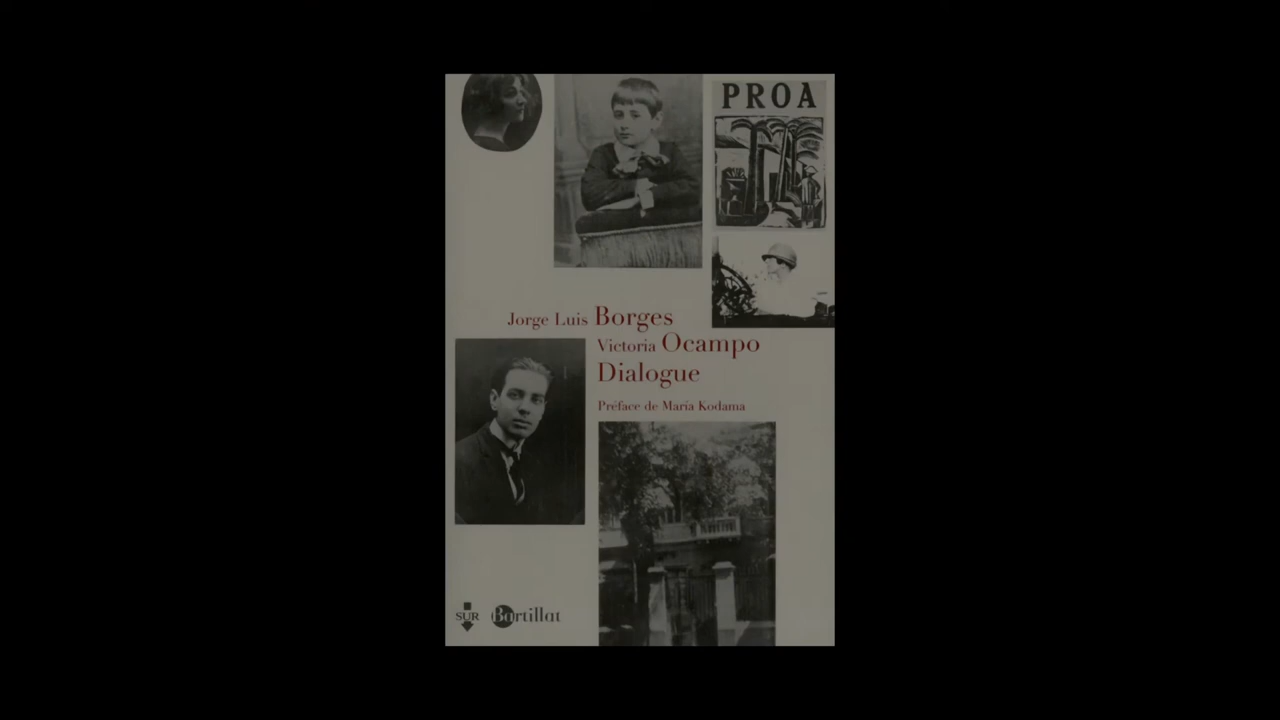 PROA
Jorge Luis Borges
Victoria Ocampo
Dialogue
Préface de María Kodama
SUR
Bartillat